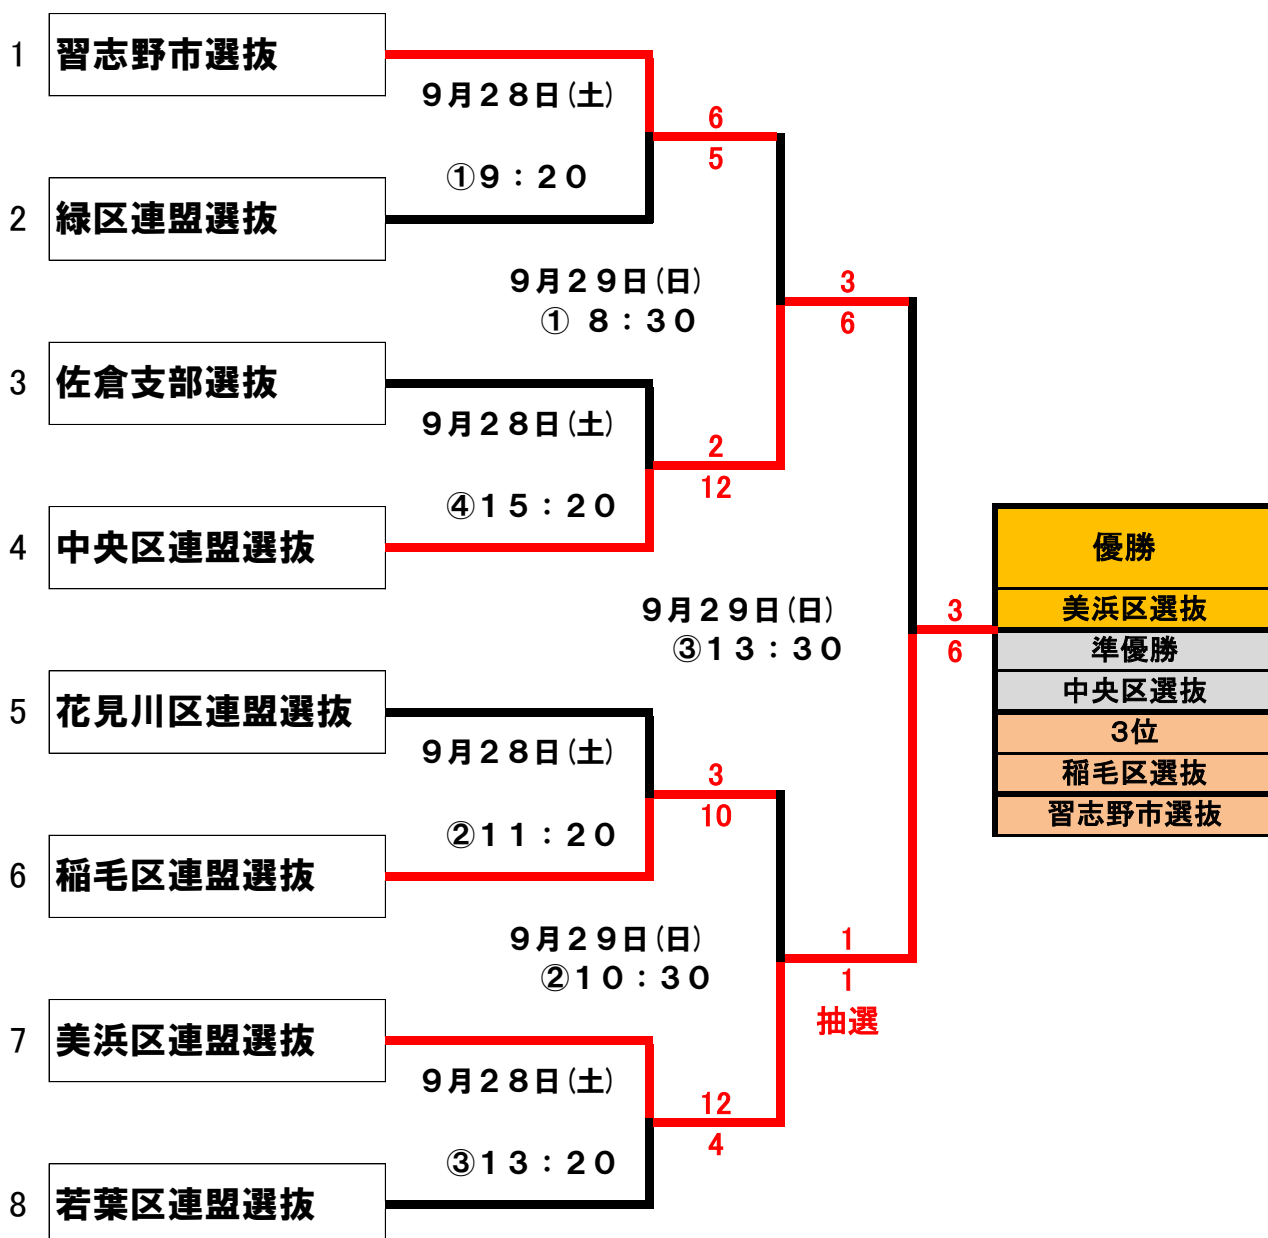 1 習志野市選抜
９月２８日(土)
6
5
①９：２０
2 緑区連盟選抜
９月２９日(日)
① ８：３０
3
6
3 佐倉支部選抜
９月２８日(土)
2
12
④１５：２０
4 中央区連盟選抜
９月２９日(日)
③１３：３０
3
6
優勝
美浜区選抜
準優勝
中央区選抜
3位
稲毛区選抜
習志野市選抜
5 花見川区連盟選抜
９月２８日(土)
3
10
②１１：２０
6 稲毛区連盟選抜
９月２９日(日)
②１０：３０
1
1
抽選
7 美浜区連盟選抜
９月２８日(土)
12
4
③１３：２０
8 若葉区連盟選抜